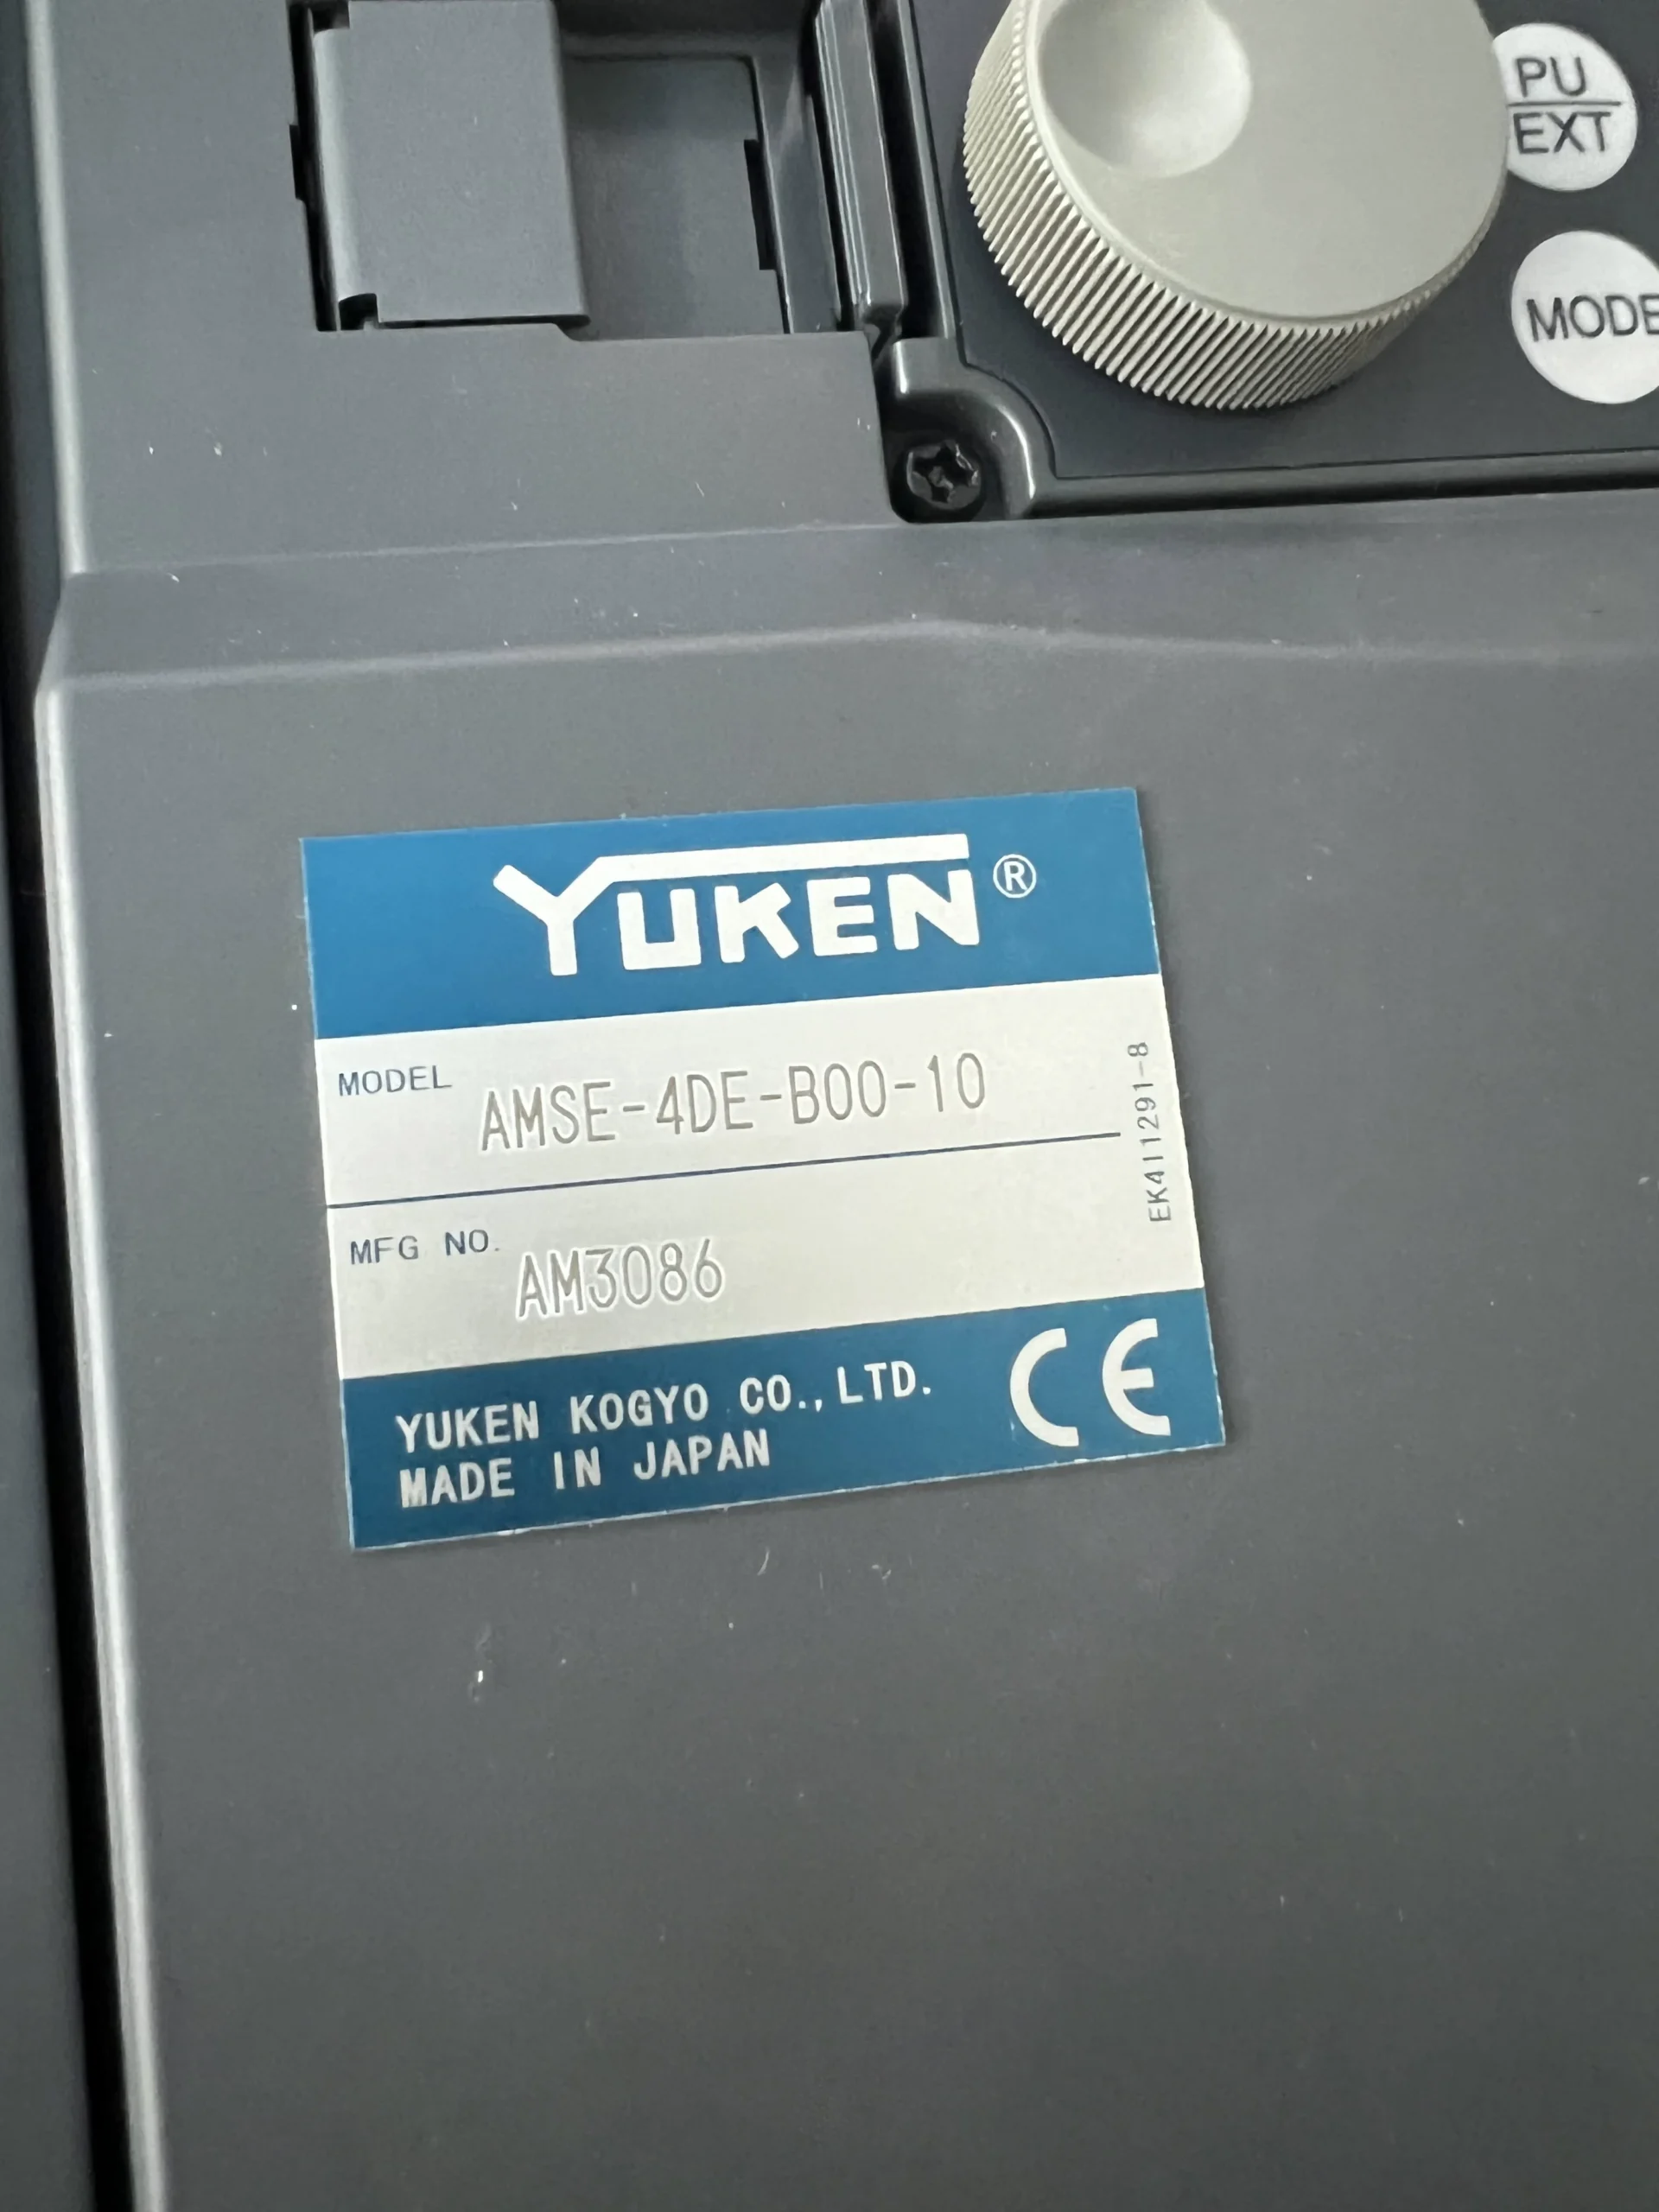 PU
EXT
MODE
YUKEN®
MODEL AMSE-4DE-B00-10
MFG NO. AM3086
EK411291-8
YUKEN KOGYO CO.,LTD.
MADE IN JAPAN
CE